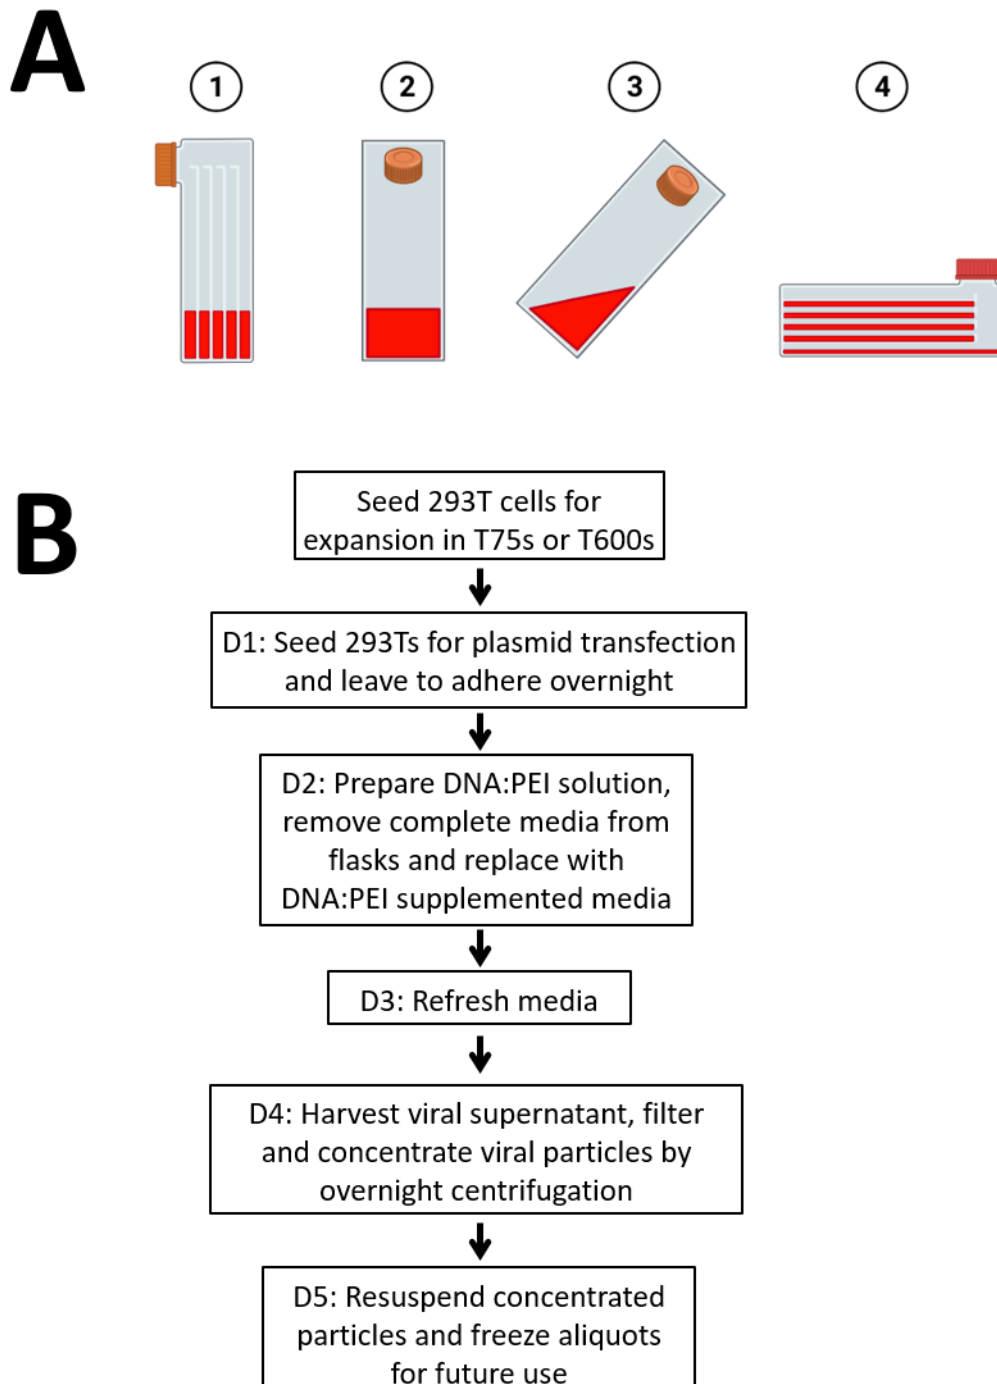 A
1 2 3 4
B
Seed 293T cells for
expansion in T75s or T600s
D1: Seed 293Ts for plasmid transfection
and leave to adhere overnight
D2: Prepare DNA:PEI solution,
remove complete media from
flasks and replace with
DNA:PEI supplemented media
D3: Refresh media
D4: Harvest viral supernatant, filter
and concentrate viral particles by
overnight centrifugation
D5: Resuspend concentrated
particles and freeze aliquots
for future use